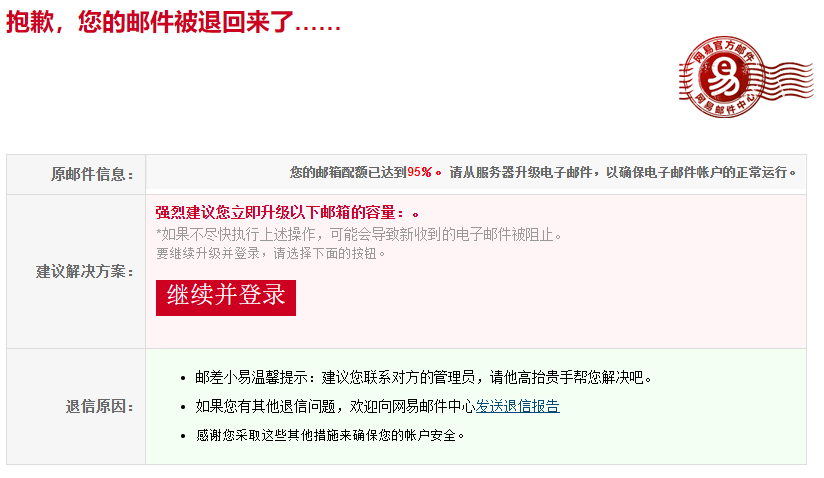 抱歉，您的邮件被退回来了......
网易官方邮件
易
网易邮件中心
原邮件信息：
您的邮箱配额已达到95%。请从服务器升级电子邮件，以确保电子邮件帐户的正常运行。
建议解决方案：
强烈建议您立即升级以下邮箱的容量：。
*如果不尽快执行上述操作，可能会导致新收到的电子邮件被阻止。
要继续升级并登录，请选择下面的按钮。
继续并登录
退信原因：
• 邮差小易温馨提示：建议您联系对方的管理员，请他高抬贵手帮您解决吧。
• 如果您有其他退信问题，欢迎向网易邮件中心发送退信报告
• 感谢您采取这些其他措施来确保您的帐户安全。